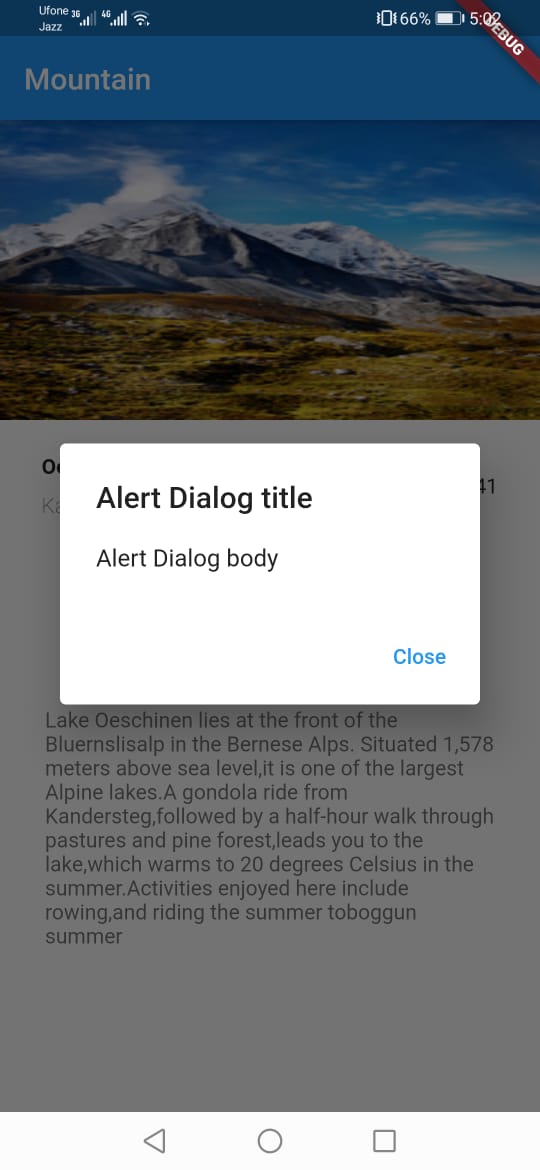 Ufone 3G 4G 66% 5:02
Jazz
DEBUG
Mountain
41
Alert Dialog title
Alert Dialog body
Close
Lake Oeschinen lies at the front of the
Bluernslisalp in the Bernese Alps. Situated 1,578
meters above sea level,it is one of the largest
Alpine lakes.A gondola ride from
Kandersteg,followed by a half-hour walk through
pastures and pine forest,leads you to the
lake,which warms to 20 degrees Celsius in the
summer.Activities enjoyed here include
rowing,and riding the summer toboggun
summer